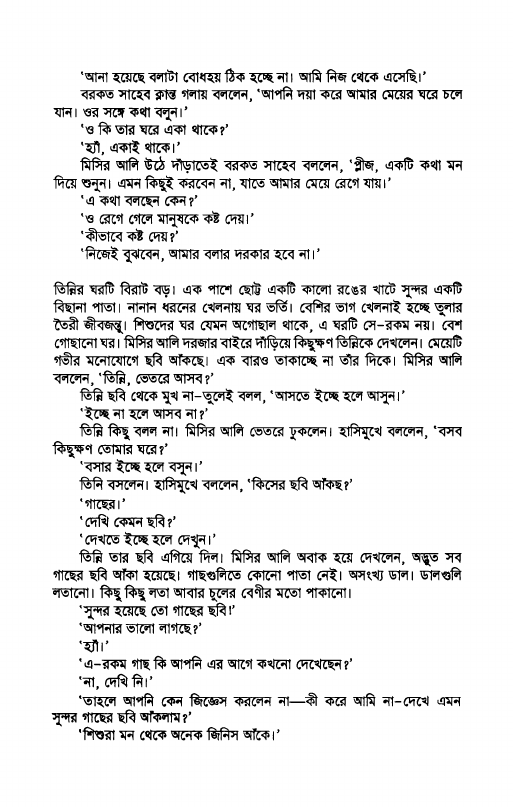 ‘আনা হয়েছে বলাটা বোধহয় ঠিক হচ্ছে না। আমি নিজ থেকে এসেছি।’
বরকত সাহেব ক্লান্ত গলায় বললেন, ‘আপনি দয়া করে আমার মেয়ের ঘরে চলে
যান। ওর সঙ্গে কথা বলুন।’
‘ও কি তার ঘরে একা থাকে?’
‘হ্যাঁ, একাই থাকে।’
মিসির আলি উঠে দাঁড়াতেই বরকত সাহেব বললেন, ‘প্লীজ, একটি কথা মন
দিয়ে শুনুন। এমন কিছুই করবেন না, যাতে আমার মেয়ে রেগে যায়।’
‘এ কথা বলছেন কেন?’
‘ও রেগে গেলে মানুষকে কষ্ট দেয়।’
‘কীভাবে কষ্ট দেয়?’
‘নিজেই বুঝবেন, আমার বলার দরকার হবে না।’
তিন্নির ঘরটি বিরাট বড়। এক পাশে ছোট্ট একটি কালো রঙের খাটে সুন্দর একটি
বিছানা পাতা। নানান ধরনের খেলনায় ঘর ভর্তি। বেশির ভাগ খেলনাই হচ্ছে তুলার
তৈরী জীবজন্তু। শিশুদের ঘর যেমন অগোছাল থাকে, এ ঘরটি সে-রকম নয়। বেশ
গোছানো ঘর। মিসির আলি দরজার বাইরে দাঁড়িয়ে কিছুক্ষণ তিন্নিকে দেখলেন। মেয়েটি
গভীর মনোযোগে ছবি আঁকছে। এক বারও তাকাচ্ছে না তাঁর দিকে। মিসির আলি
বললেন, ‘তিন্নি, ভেতরে আসব?’
তিন্নি ছবি থেকে মুখ না-তুলেই বলল, ‘আসতে ইচ্ছে হলে আসুন।’
‘ইচ্ছে না হলে আসব না?’
তিন্নি কিছু বলল না। মিসির আলি ভেতরে ঢুকলেন। হাসিমুখে বললেন, ‘বসব
কিছুক্ষণ তোমার ঘরে?’
‘বসার ইচ্ছে হলে বসুন।’
তিনি বসলেন। হাসিমুখে বললেন, ‘কিসের ছবি আঁকছ?’
‘গাছের।’
‘দেখি কেমন ছবি?’
‘দেখতে ইচ্ছে হলে দেখুন।’
তিন্নি তার ছবি এগিয়ে দিল। মিসির আলি অবাক হয়ে দেখলেন, অদ্ভুত সব
গাছের ছবি আঁকা হয়েছে। গাছগুলিতে কোনো পাতা নেই। অসংখ্য ডাল। ডালগুলি
লতানো। কিছু কিছু লতা আবার চুলের বেণীর মতো পাকানো।
‘সুন্দর হয়েছে তো গাছের ছবি!’
‘আপনার ভালো লাগছে?’
‘হ্যাঁ।’
‘এ-রকম গাছ কি আপনি এর আগে কখনো দেখেছেন?’
‘না, দেখি নি।’
‘তাহলে আপনি কেন জিজ্ঞেস করলেন না—কী করে আমি না-দেখে এমন
সুন্দর গাছের ছবি আঁকলাম?’
‘শিশুরা মন থেকে অনেক জিনিস আঁকে।’